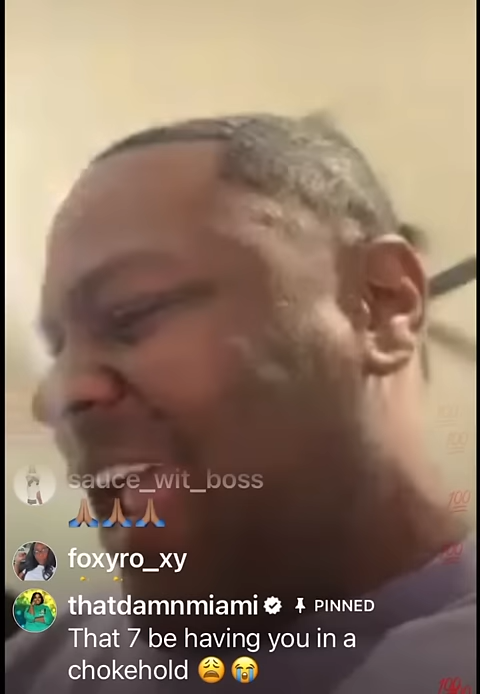 sauce_wit_boss
🙏🏽🙏🏽🙏🏽
foxyro_xy
thatdamnmiami PINNED
That 7 be having you in a
chokehold 😩😭
💯
💯
💯
💯
💯